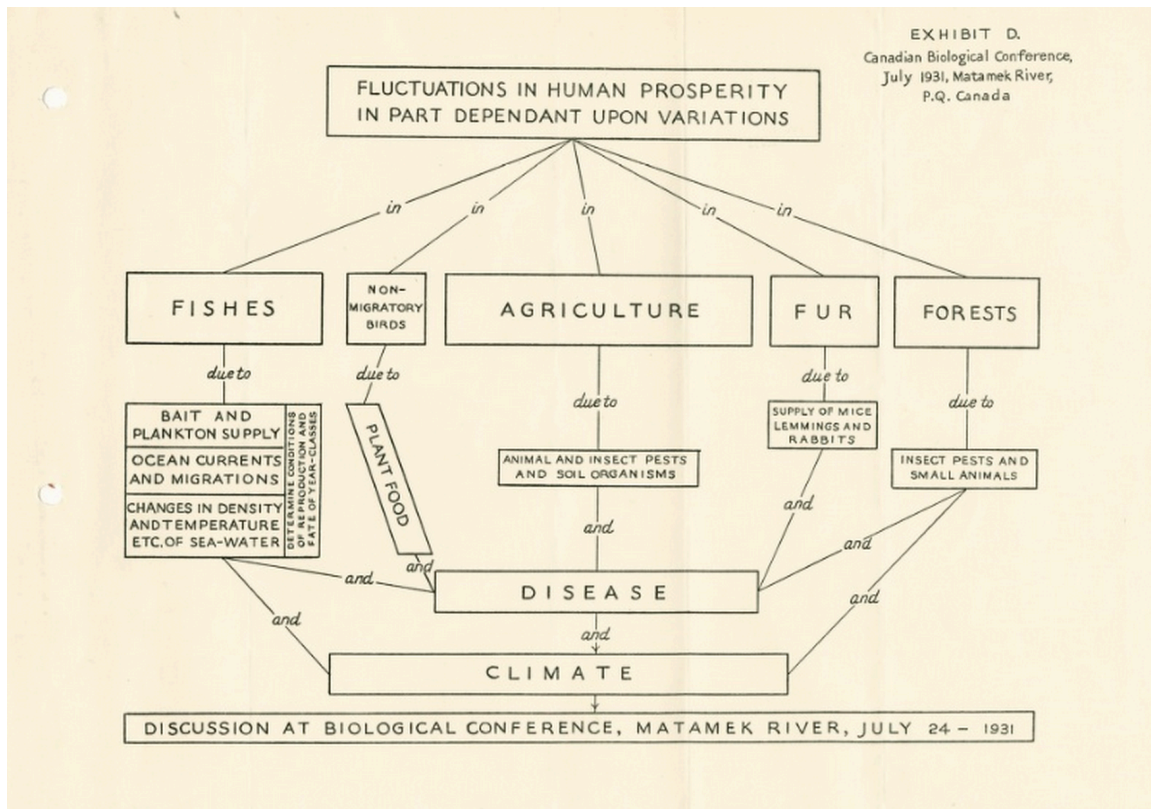 EXHIBIT D.
Canadian Biological Conference,
July 1931, Matamek River,
P.Q. Canada
FLUCTUATIONS IN HUMAN PROSPERITY
IN PART DEPENDANT UPON VARIATIONS
in
in
in
in
in
FISHES
NON-
MIGRATORY
BIRDS
AGRICULTURE
FUR
FORESTS
due to
due to
due to
due to
due to
BAIT AND
PLANKTON SUPPLY
OCEAN CURRENTS
AND MIGRATIONS
CHANGES IN DENSITY
AND TEMPERATURE
ETC. OF SEA-WATER
DETERMINE CONDITIONS
OF REPRODUCTION AND
FATE OF YEAR-CLASSES
PLANT FOOD
ANIMAL AND INSECT PESTS
AND SOIL ORGANISMS
SUPPLY OF MICE
LEMMINGS AND
RABBITS
INSECT PESTS AND
SMALL ANIMALS
and
and
and
and
and
DISEASE
and
and
and
CLIMATE
DISCUSSION AT BIOLOGICAL CONFERENCE, MATAMEK RIVER, JULY 24 - 1931